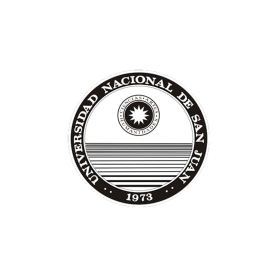 UNIVERSIDAD NACIONAL DE SAN JUAN
· · 1973 · ·